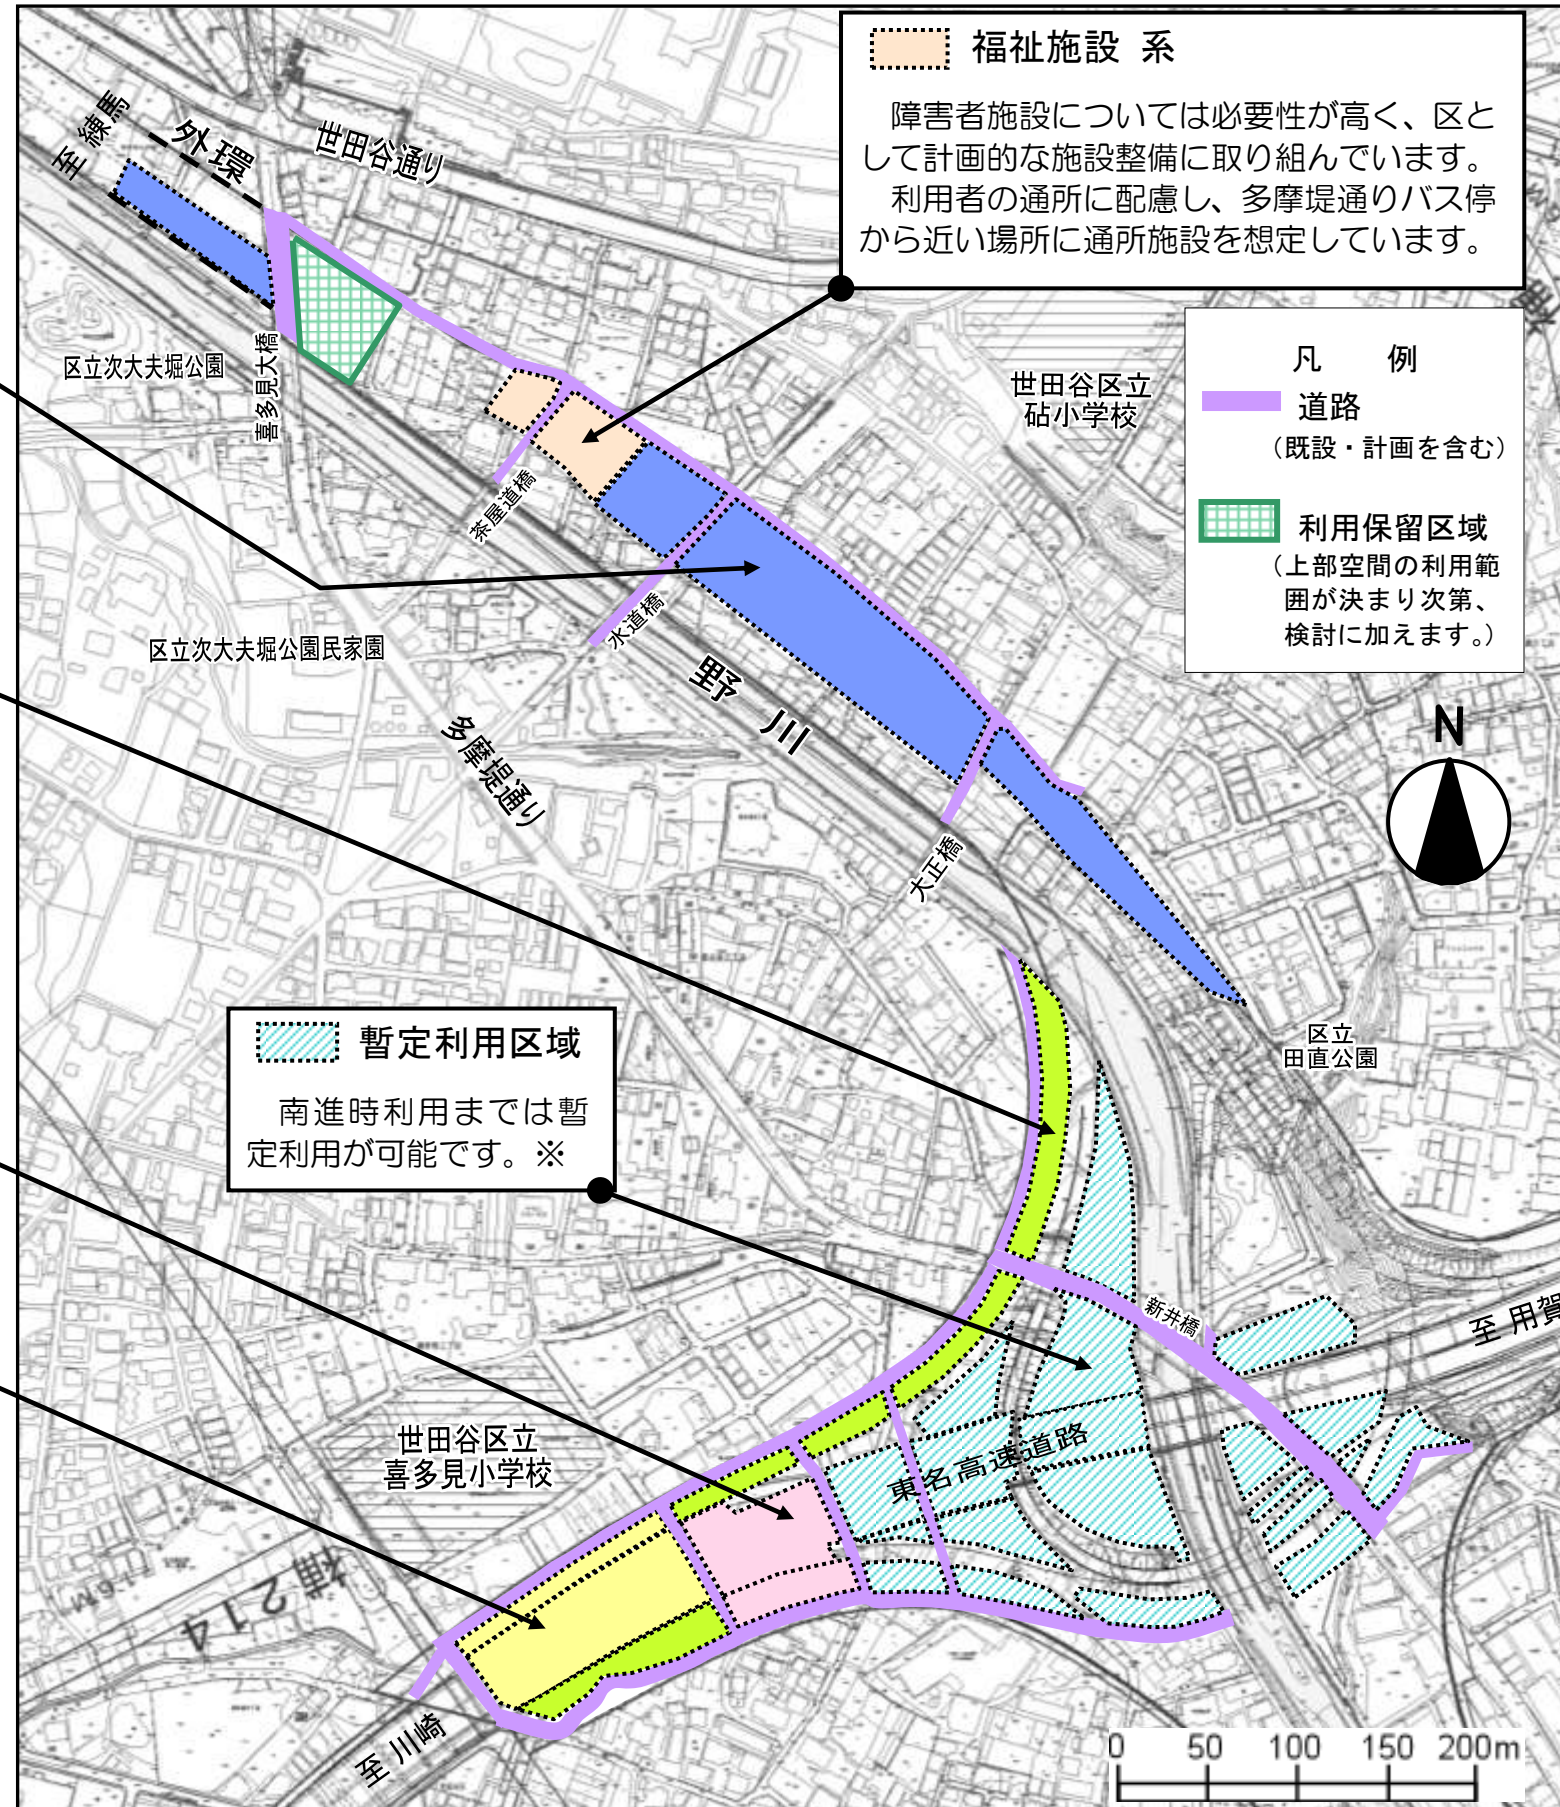 福祉施設 系
障害者施設については必要性が高く、区と
して計画的な施設整備に取り組んでいます。
利用者の通所に配慮し、多摩堤通りバス停
から近い場所に通所施設を想定しています。
至 練馬
外環
世田谷通り
区立次大夫堀公園
喜多見大橋
世田谷区立
砧小学校
凡 例
道路
（既設・計画を含む）
利用保留区域
（上部空間の利用範
囲が決まり次第、
検討に加えます。）
茶屋道橋
水道橋
区立次大夫堀公園民家園
野川
多摩堤通り
N
大正橋
区立
田直公園
暫定利用区域
南進時利用までは暫
定利用が可能です。※
新井橋
至 用賀
東名高速道路
世田谷区立
喜多見小学校
補214
16M
至 川崎
0 50 100 150 200m